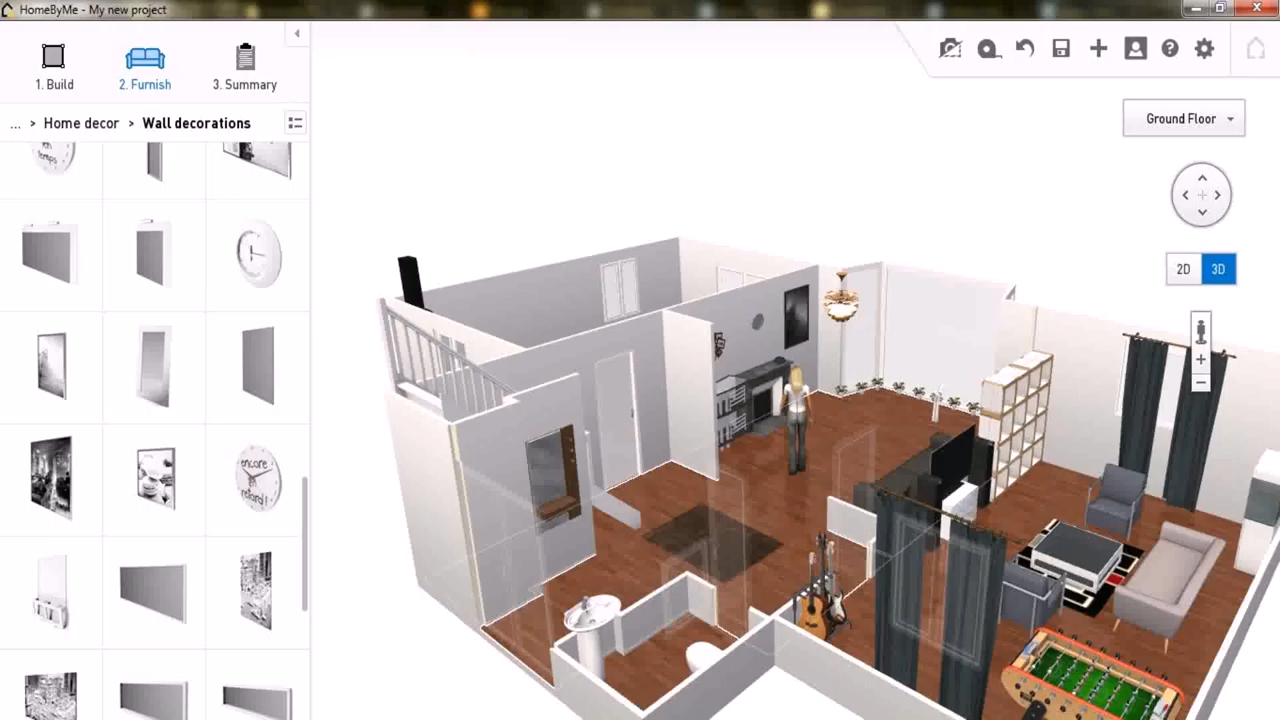 HomeByMe - My new project
1. Build
2. Furnish
3. Summary
... > Home decor > Wall decorations
Ground Floor
2D
3D
encore
en
retard!